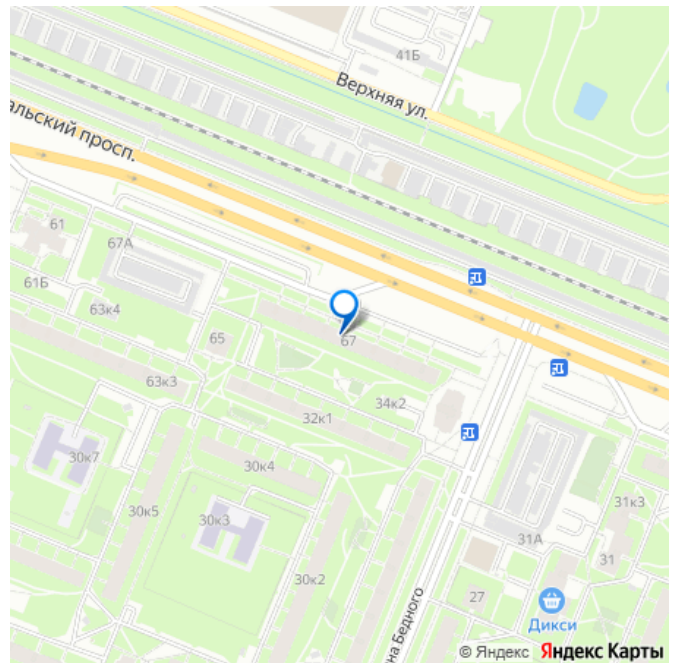 41Б
Верхняя ул.
альский просп.
61
67А
61Б
63к4
65
67
63к3
34к2
32к1
30к7
30к4
31к3
30к5
30к3
31А
31
30к2
27
на Бедного
Дикси
© Яндекс Яндекс Карты